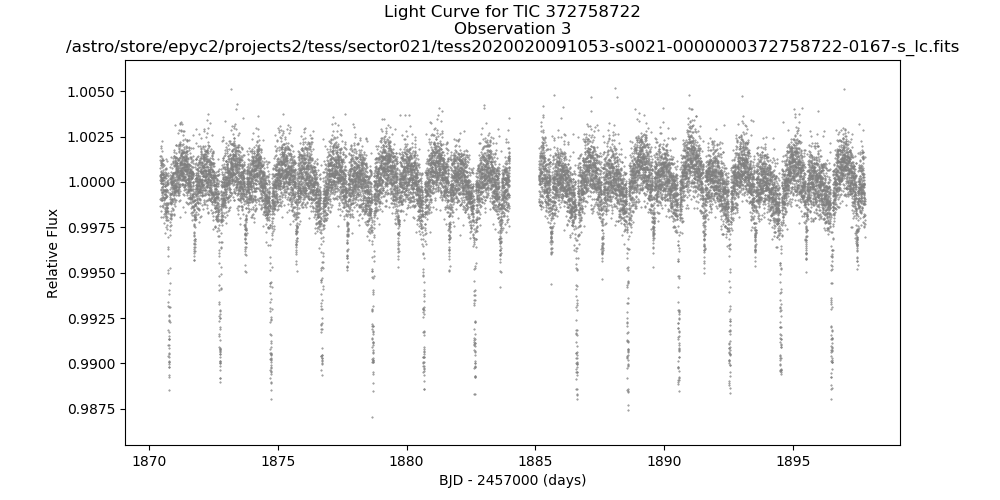 Light Curve for TIC 372758722
Observation 3
/astro/store/epyc2/projects2/tess/sector021/tess2020020091053-s0021-0000000372758722-0167-s_lc.fits
1.0050
1.0025
1.0000
0.9975
0.9950
0.9925
0.9900
0.9875
Relative Flux
1870
1875
1880
1885
1890
1895
BJD - 2457000 (days)